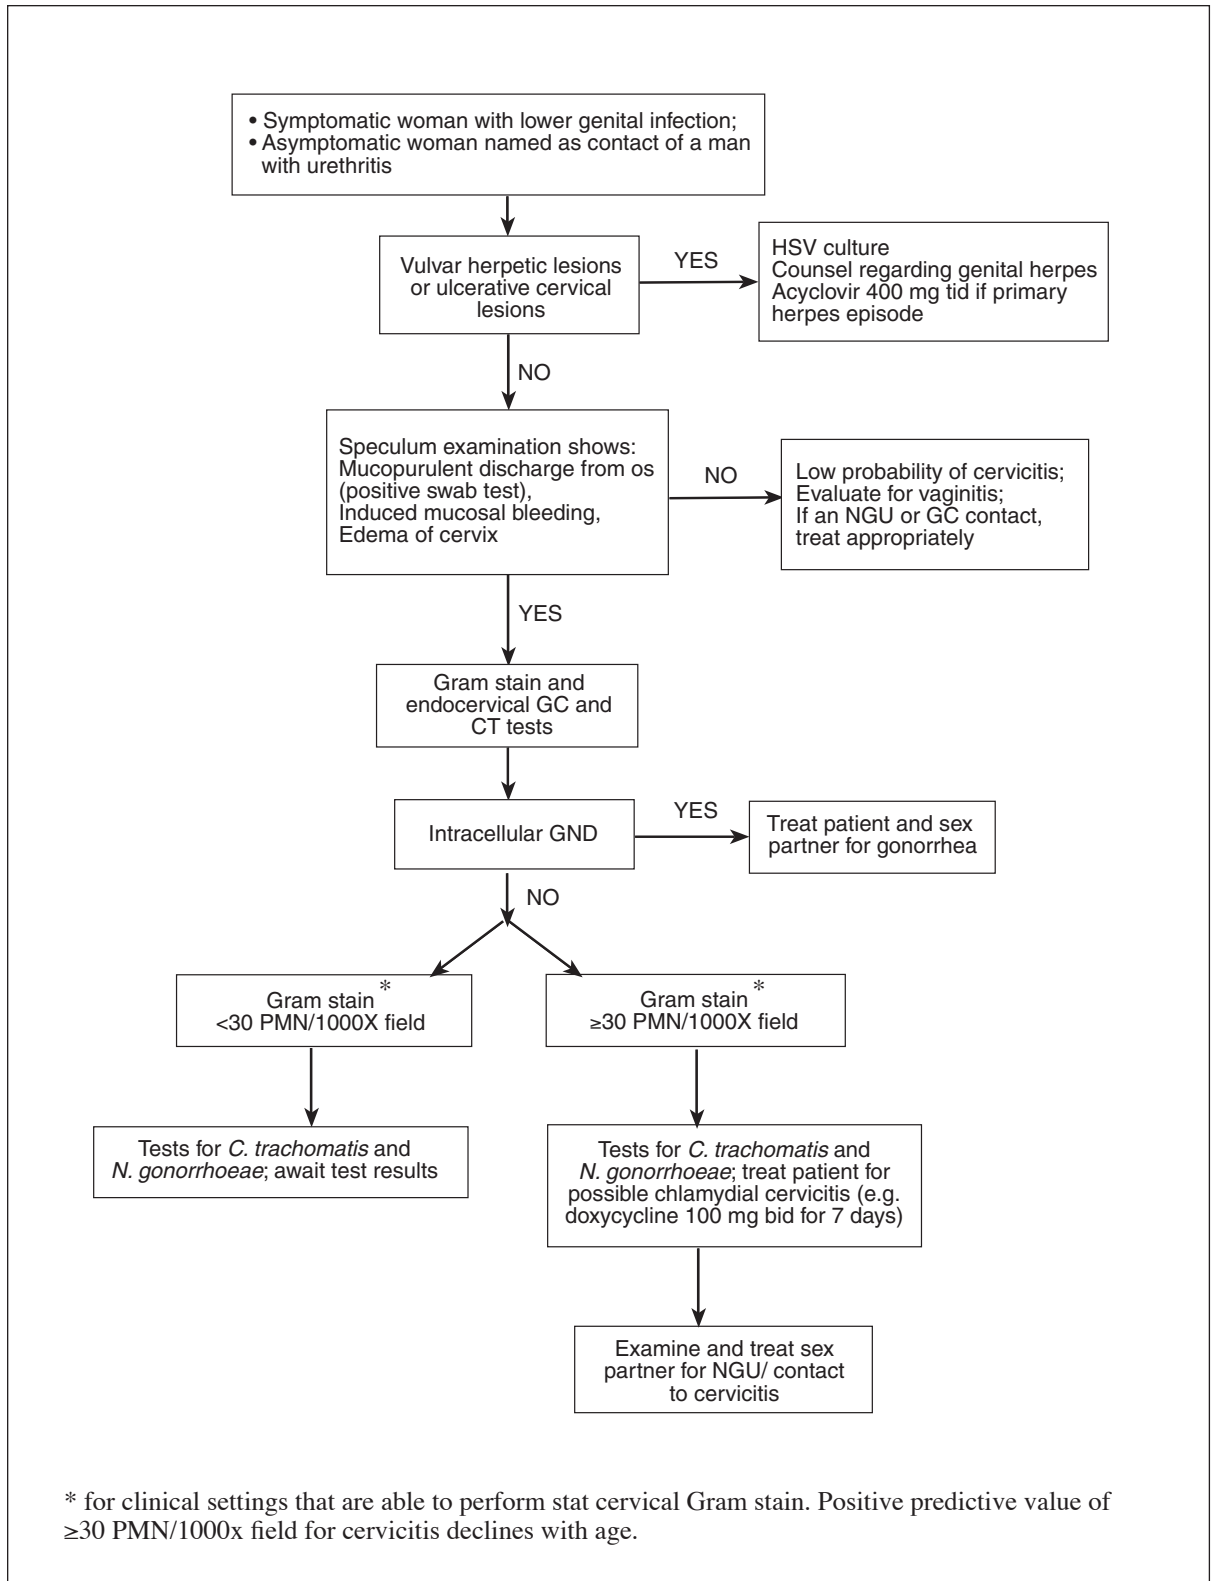 • Symptomatic woman with lower genital infection;
• Asymptomatic woman named as contact of a man
with urethritis
Vulvar herpetic lesions
or ulcerative cervical
lesions
YES
HSV culture
Counsel regarding genital herpes
Acyclovir 400 mg tid if primary
herpes episode
NO
Speculum examination shows:
Mucopurulent discharge from os
(positive swab test),
Induced mucosal bleeding,
Edema of cervix
NO
Low probability of cervicitis;
Evaluate for vaginitis;
If an NGU or GC contact,
treat appropriately
YES
Gram stain and
endocervical GC and
CT tests
Intracellular GND
YES
Treat patient and sex
partner for gonorrhea
NO
Gram stain *
<30 PMN/1000X field
Gram stain *
≥30 PMN/1000X field
Tests for C. trachomatis and
N. gonorrhoeae; await test results
Tests for C. trachomatis and
N. gonorrhoeae; treat patient for
possible chlamydial cervicitis (e.g.
doxycycline 100 mg bid for 7 days)
Examine and treat sex
partner for NGU/ contact
to cervicitis
* for clinical settings that are able to perform stat cervical Gram stain. Positive predictive value of
≥30 PMN/1000x field for cervicitis declines with age.